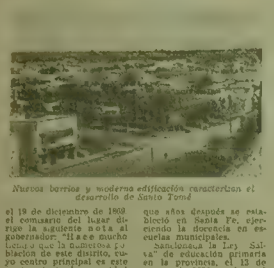 Nuevos barrios y moderna edificación caracterizan el
desarrollo de Santo Tomé
el 19 de diciembre de 1869
el comisario del lugar di-
rige la siguiente nota al
gobernador: "Hace mucho
tiempo que la numerosa po-
blación de este distrito, cu-
yo centro principal es este
que años después se esta-
bleció en Santa Fe, ejer-
ciendo la docencia en es-
cuelas municipales.
Sancionada la Ley Sal-
va" de educación primaria
en la provincia, el 13 de